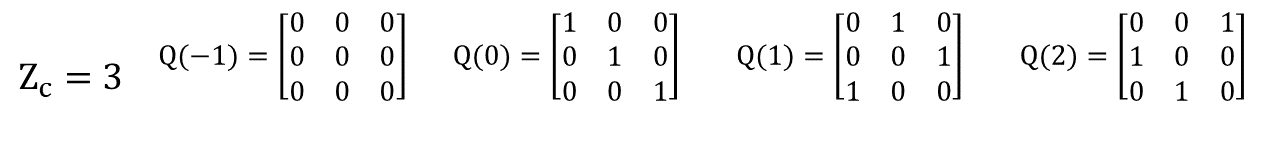 Z_c = 3  Q(−1) = [0 0 0; 0 0 0; 0 0 0]  Q(0) = [1 0 0; 0 1 0; 0 0 1]  Q(1) = [0 1 0; 0 0 1; 1 0 0]  Q(2) = [0 0 1; 1 0 0; 0 1 0]